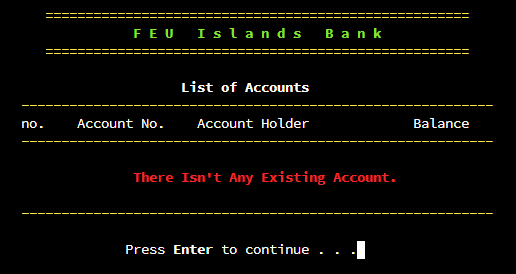 =====================================================
F E U   I s l a n d s   B a n k
=====================================================
List of Accounts
-----------------------------------------------------------
no.    Account No.    Account Holder             Balance
-----------------------------------------------------------
There Isn't Any Existing Account.
-----------------------------------------------------------
Press Enter to continue . . .